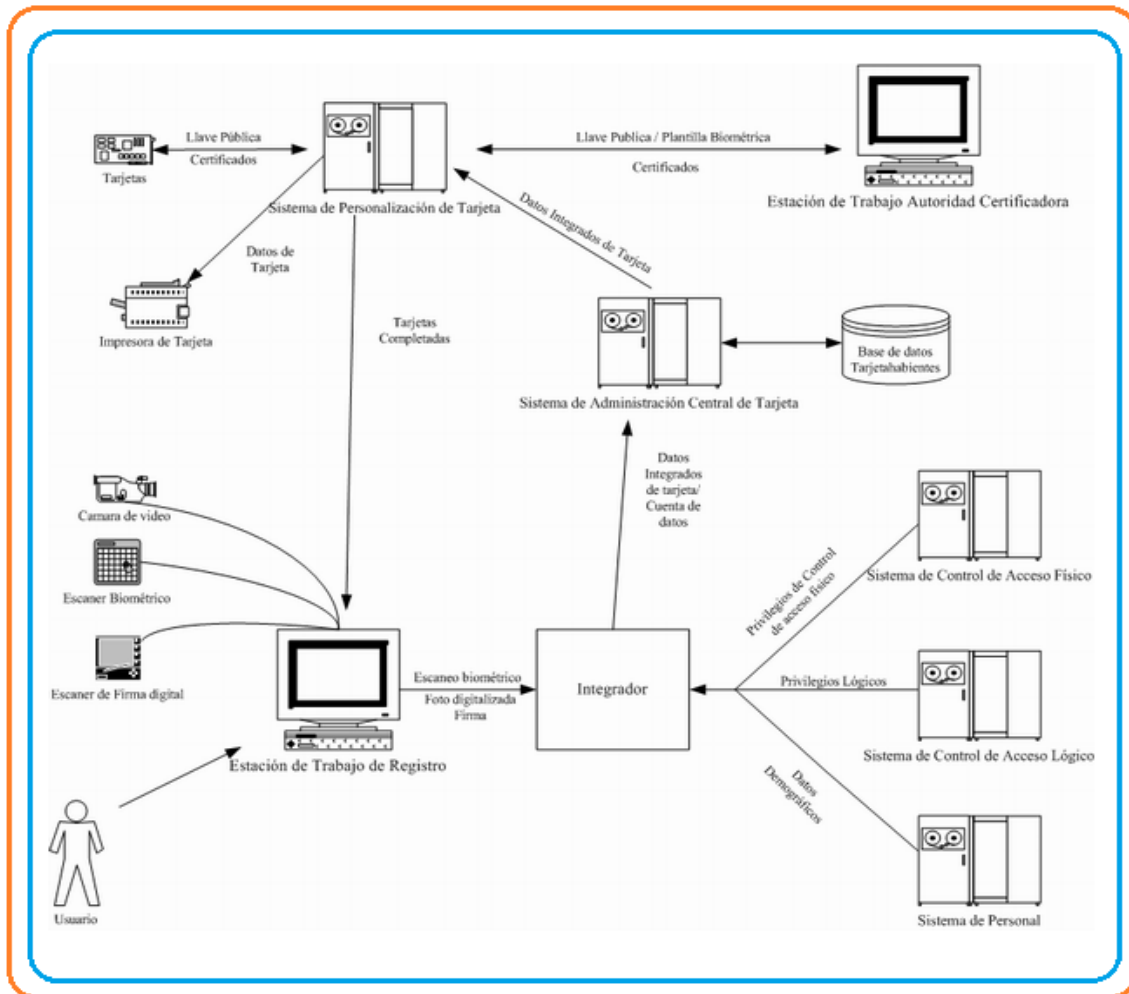 Llave Pública
Certificados
Tarjetas
Sistema de Personalización de Tarjeta
Llave Publica / Plantilla Biométrica
Certificados
Estación de Trabajo Autoridad Certificadora
Datos Integrados de Tarjeta
Datos de
Tarjeta
Impresora de Tarjeta
Tarjetas
Completadas
Base de datos
Tarjetahabientes
Sistema de Administración Central de Tarjeta
Datos
Integrados
de tarjeta/
Cuenta de
datos
Camara de video
Escaner Biométrico
Escaner de Firma digital
Sistema de Control de Acceso Físico
Privilegios de Control
de acceso físico
Escaneo biométrico
Foto digitalizada
Firma
Integrador
Privilegios Lógicos
Sistema de Control de Acceso Lógico
Estación de Trabajo de Registro
Datos
Demográficos
Usuario
Sistema de Personal